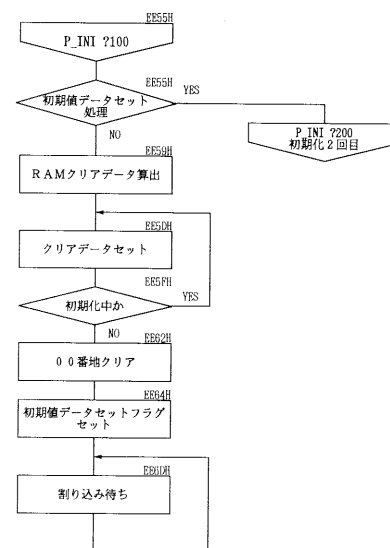 EE55H
P_INI ?100
EE55H
初期値データセット
処理
YES
NO
P_INI ?200
初期化2回目
EE59H
RAMクリアデータ算出
EE5DH
クリアデータセット
EE5FH
初期化中か
YES
NO
EE62H
00番地クリア
EE64H
初期値データセットフラグ
セット
EE6DH
割り込み待ち